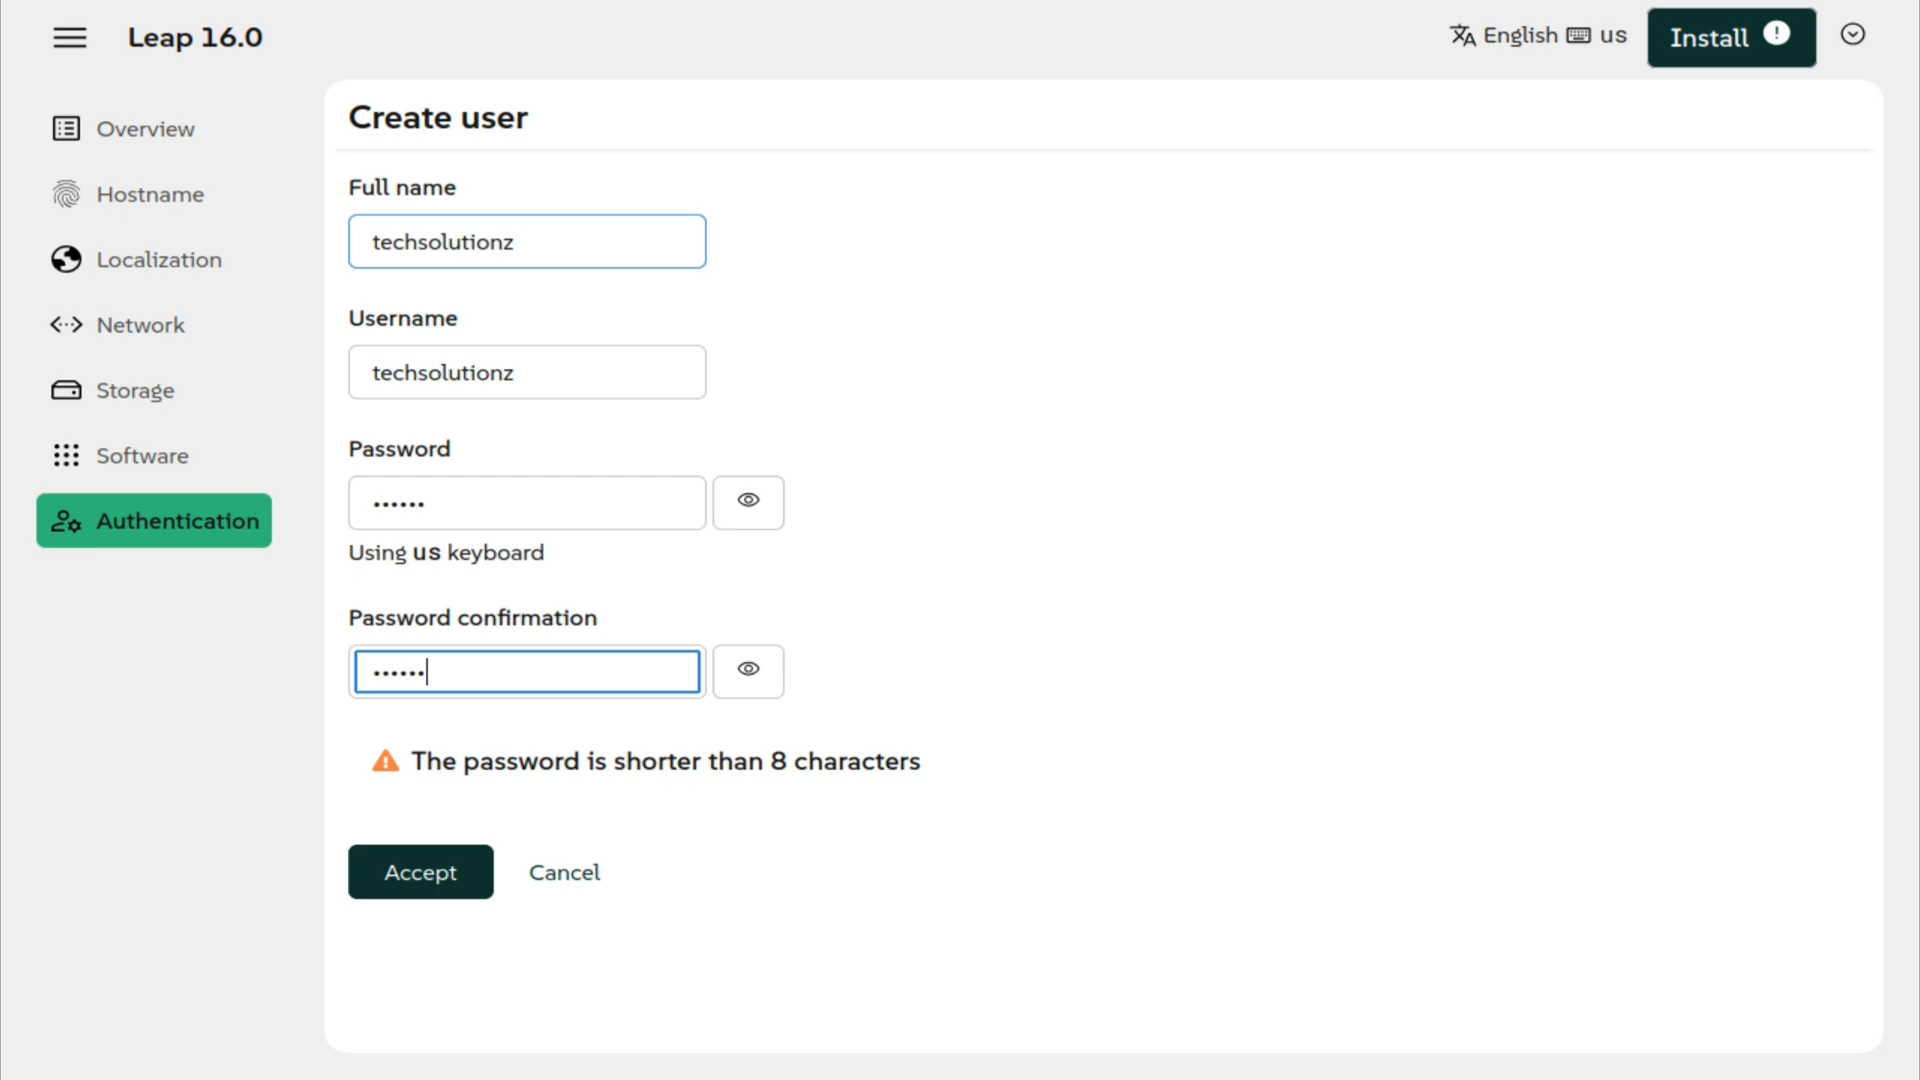 Leap 16.0
English us
Install
Overview
Hostname
Localization
Network
Storage
Software
Authentication
Create user
Full name
techsolutionz
Username
techsolutionz
Password
••••••
Using us keyboard
Password confirmation
••••••
The password is shorter than 8 characters
Accept
Cancel